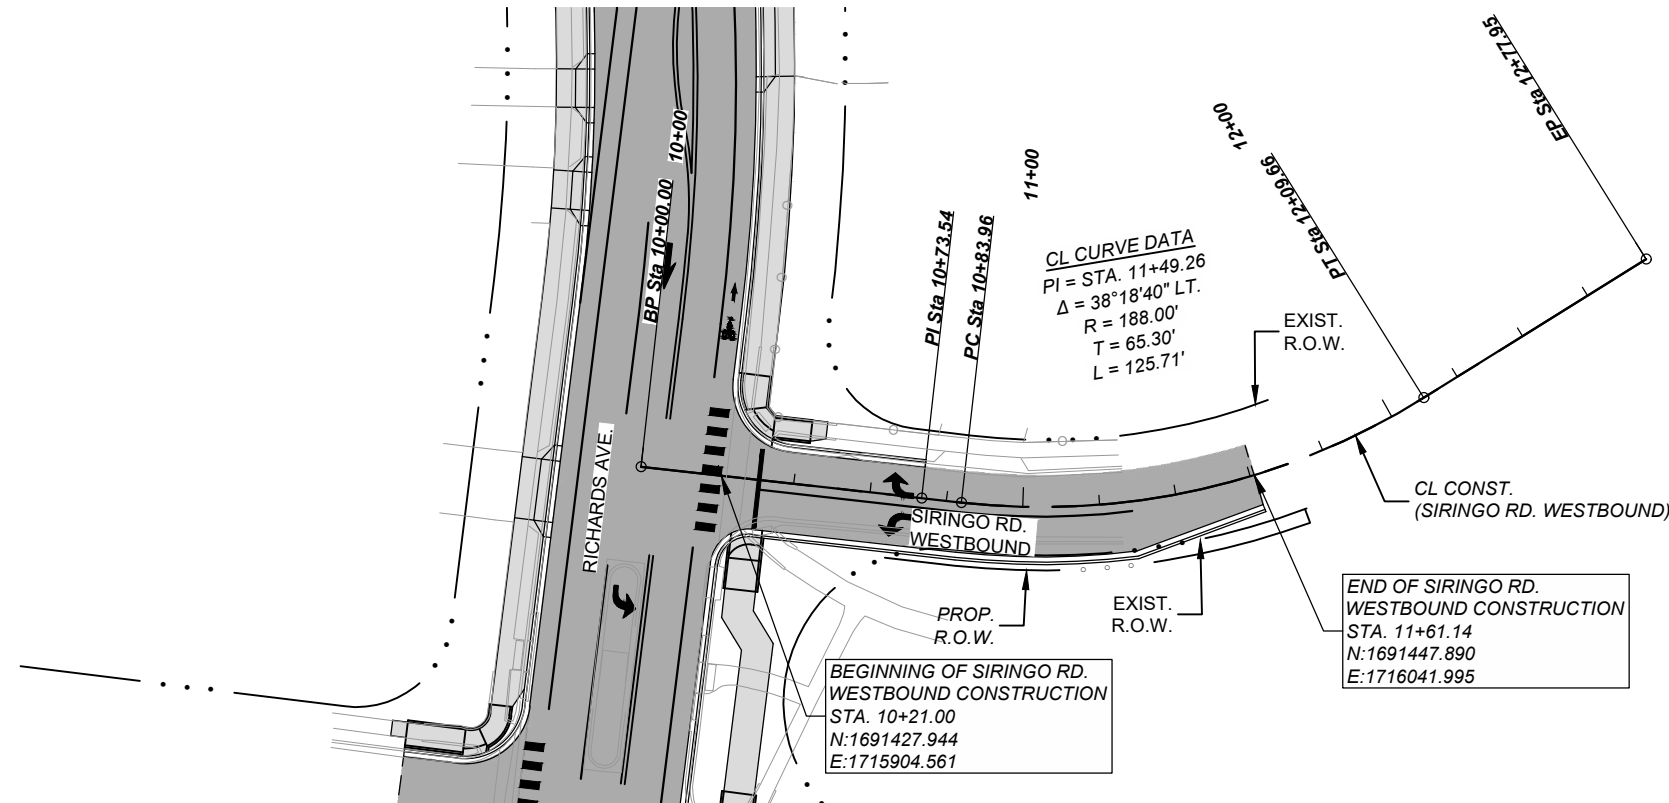 10+00
BP Sta 10+00.00
RICHARDS AVE.
PI Sta 10+73.54
PC Sta 10+83.96
11+00
12+00
PT Sta 12+09.66
EP Sta 12+77.95
CL CURVE DATA
PI = STA. 11+49.26
Δ = 38°18'40" LT.
R = 188.00'
T = 65.30'
L = 125.71'
EXIST.
R.O.W.
CL CONST.
(SIRINGO RD. WESTBOUND)
SIRINGO RD.
WESTBOUND
PROP.
R.O.W.
EXIST.
R.O.W.
END OF SIRINGO RD.
WESTBOUND CONSTRUCTION
STA. 11+61.14
N:1691447.890
E:1716041.995
BEGINNING OF SIRINGO RD.
WESTBOUND CONSTRUCTION
STA. 10+21.00
N:1691427.944
E:1715904.561